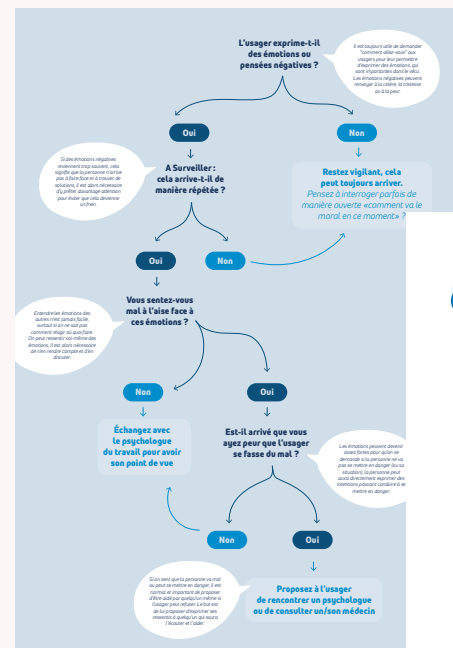 L'usager exprime-t-il
des émotions ou
pensées négatives ?
Il est toujours utile de demander
"comment allez-vous" aux
usagers pour leur permettre
d'exprimer des émotions, qui
sont importantes dans le vécu.
Les émotions négatives peuvent
renvoyer à la colère, la tristesse
ou à la peur.
Oui
Non
Si des émotions négatives
reviennent trop souvent, cela
signifie que la personne n'arrive
pas à faire face et à trouver de
solutions, il est alors nécessaire
d'y prêter davantage attention
pour éviter que cela devienne
un frein.
A Surveiller :
cela arrive-t-il de
manière répétée ?
Restez vigilant, cela
peut toujours arriver.
Pensez à interroger parfois de
manière ouverte «comment va le
moral en ce moment» ?
Oui
Non
Entendre les émotions des
autres n'est jamais facile,
surtout si on ne sait pas
comment réagir ou quoi faire.
On peut ressentir soi-même des
émotions, il est alors nécessaire
de s'en rendre compte et d'en
discuter.
Vous sentez-vous
mal à l'aise face à
ces émotions ?
Non
Oui
Échangez avec
le psychologue
du travail pour avoir
son point de vue
Est-il arrivé que vous
ayez peur que l'usager
se fasse du mal ?
Les émotions peuvent devenir
assez fortes pour qu'on se
demande si la personne ne va
pas se mettre en danger (ou sa
situation), la personne peut
aussi directement exprimer des
intentions pouvant conduire à se
mettre en danger.
Non
Oui
Si on sent que la personne va mal
ou peut se mettre en danger, il est
normal et important de proposer
d'être aidé par quelqu'un même si
l'usager peut refuser. Le but est
de lui proposer d'exprimer ses
ressentis à quelqu'un qui saura
l'écouter et l'aider.
Proposez à l'usager
de rencontrer un psychologue
ou de consulter un/son médecin